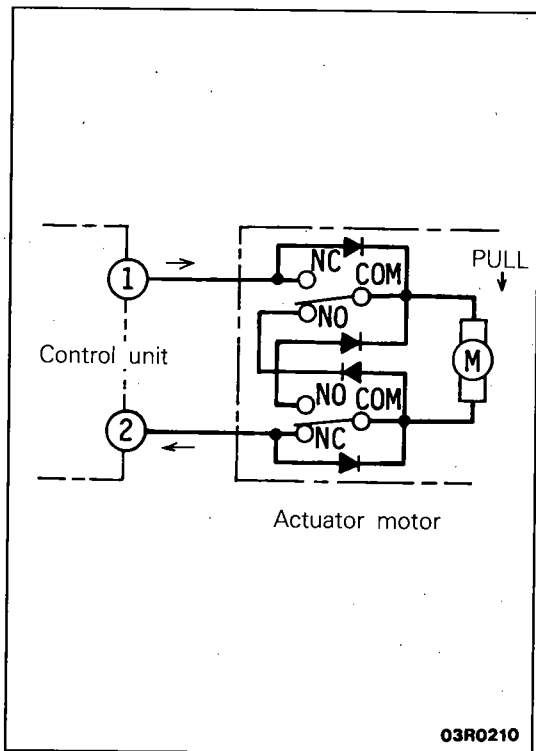 1
NC
COM
PULL
NO
Control unit
M
NO
COM
2
NC
Actuator motor
03R0210